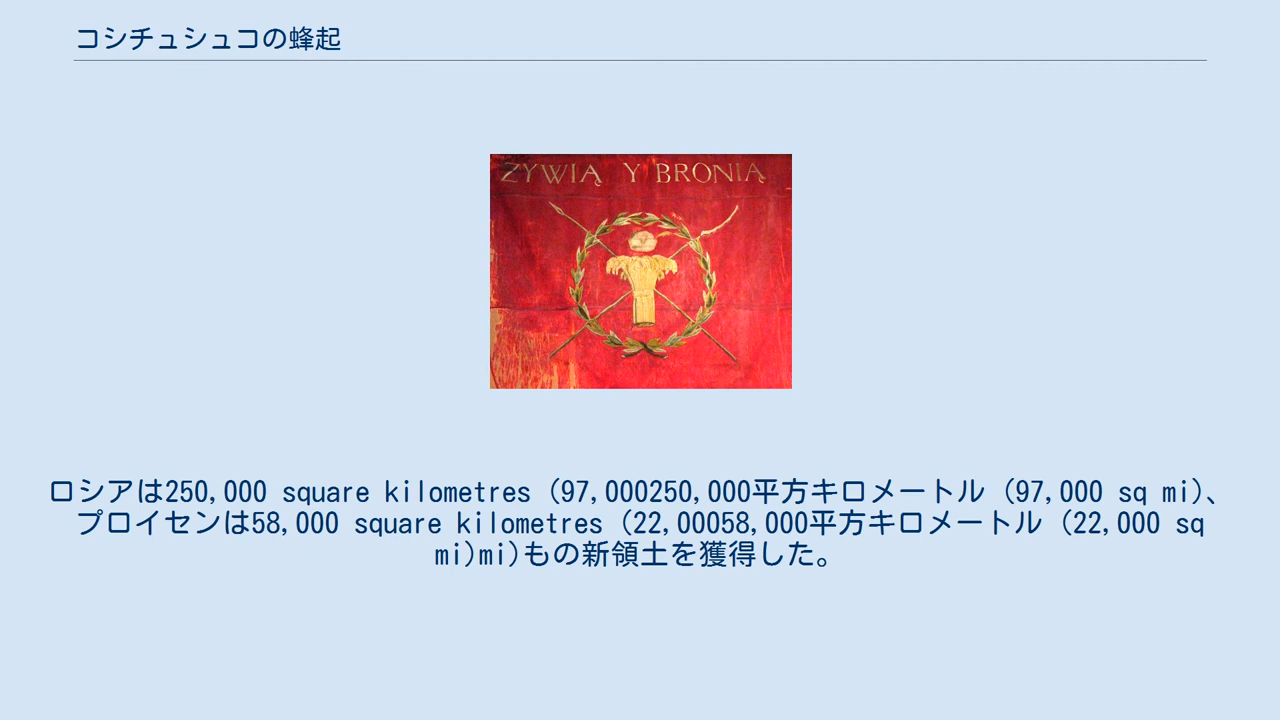 コシチュシュコの蜂起
ŻYWIĄ Y BRONIĄ
ロシアは250,000 square kilometres (97,000250,000平方キロメートル (97,000 sq mi)、
プロイセンは58,000 square kilometres (22,00058,000平方キロメートル (22,000 sq
mi)mi)もの新領土を獲得した。